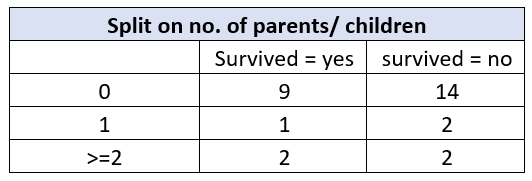 Split on no. of parents/ children
Survived = yes survived = no
0 9 14
1 1 2
>=2 2 2